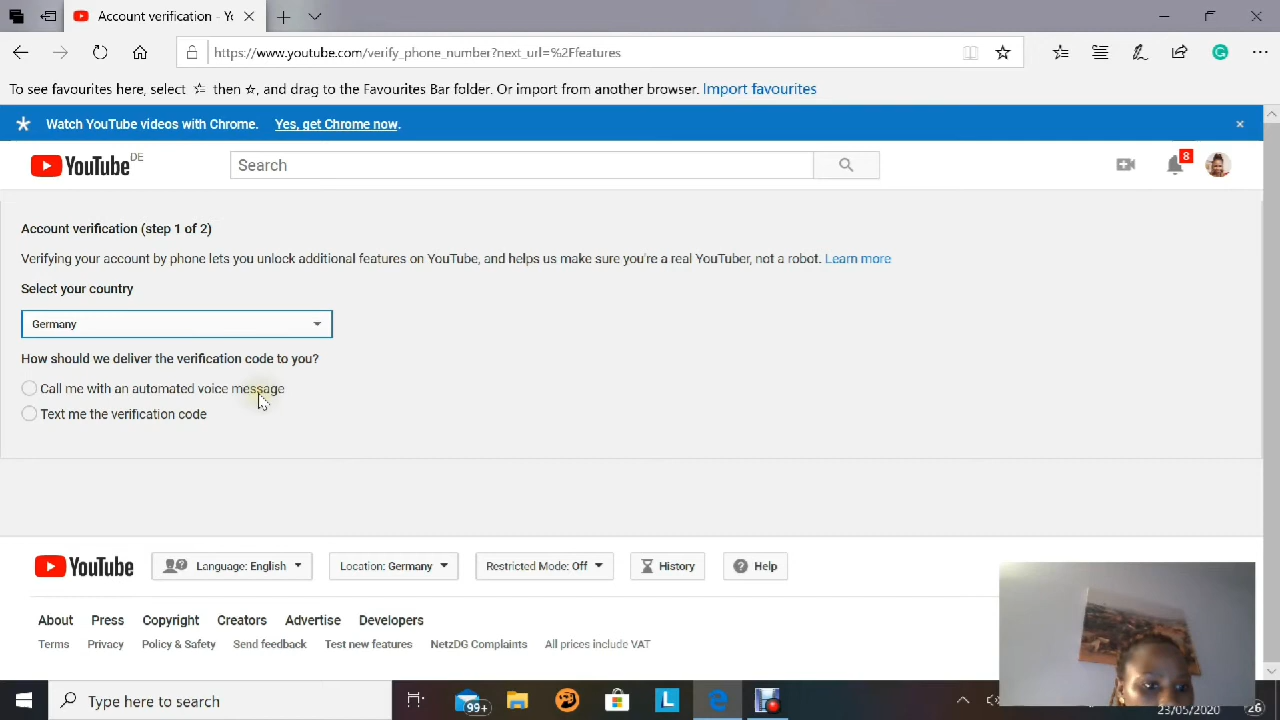 Account verification - Yo
https://www.youtube.com/verify_phone_number?next_url=%2Ffeatures
To see favourites here, select then, and drag to the Favourites Bar folder. Or import from another browser. Import favourites
Watch YouTube videos with Chrome. Yes, get Chrome now.
YouTube DE
Search
8
Account verification (step 1 of 2)
Verifying your account by phone lets you unlock additional features on YouTube, and helps us make sure you're a real YouTuber, not a robot. Learn more
Select your country
Germany
How should we deliver the verification code to you?
Call me with an automated voice message
Text me the verification code
YouTube Language: English Location: Germany Restricted Mode: Off History Help
About Press Copyright Creators Advertise Developers
Terms Privacy Policy & Safety Send feedback Test new features NetzDG Complaints All prices include VAT
Type here to search
99+
L
23/05/2020
26